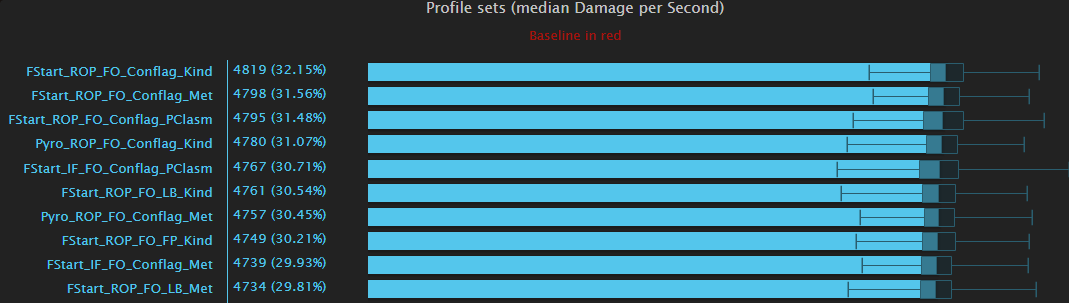 Profile sets (median Damage per Second)
Baseline in red
FStart_ROP_FO_Conflag_Kind 4819 (32.15%)
FStart_ROP_FO_Conflag_Met 4798 (31.56%)
FStart_ROP_FO_Conflag_PClasm 4795 (31.48%)
Pyro_ROP_FO_Conflag_Kind 4780 (31.07%)
FStart_IF_FO_Conflag_PClasm 4767 (30.71%)
FStart_ROP_FO_LB_Kind 4761 (30.54%)
Pyro_ROP_FO_Conflag_Met 4757 (30.45%)
FStart_ROP_FO_FP_Kind 4749 (30.21%)
FStart_IF_FO_Conflag_Met 4739 (29.93%)
FStart_ROP_FO_LB_Met 4734 (29.81%)